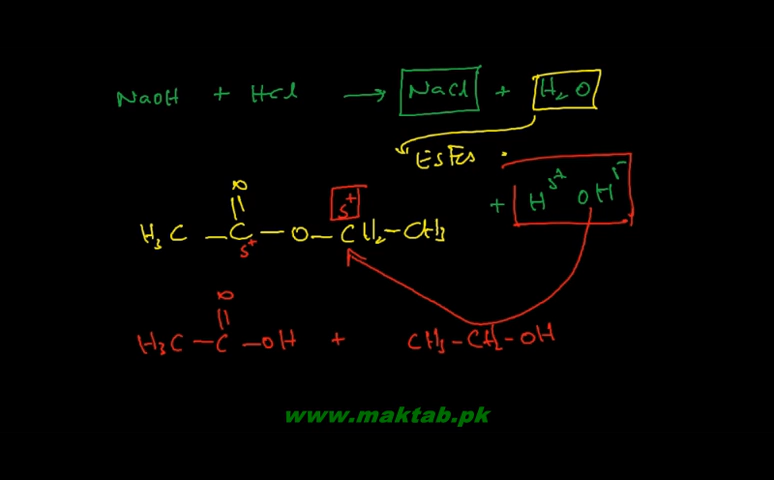 NaOH + HCl → NaCl + H₂O
Esters
O
H₃C – C – O – CH₂ – CH₃ + H OH
δ+ δ+ δ+ δ-
O
H₃C – C – OH + CH₃ – CH₂ – OH
www.maktab.pk